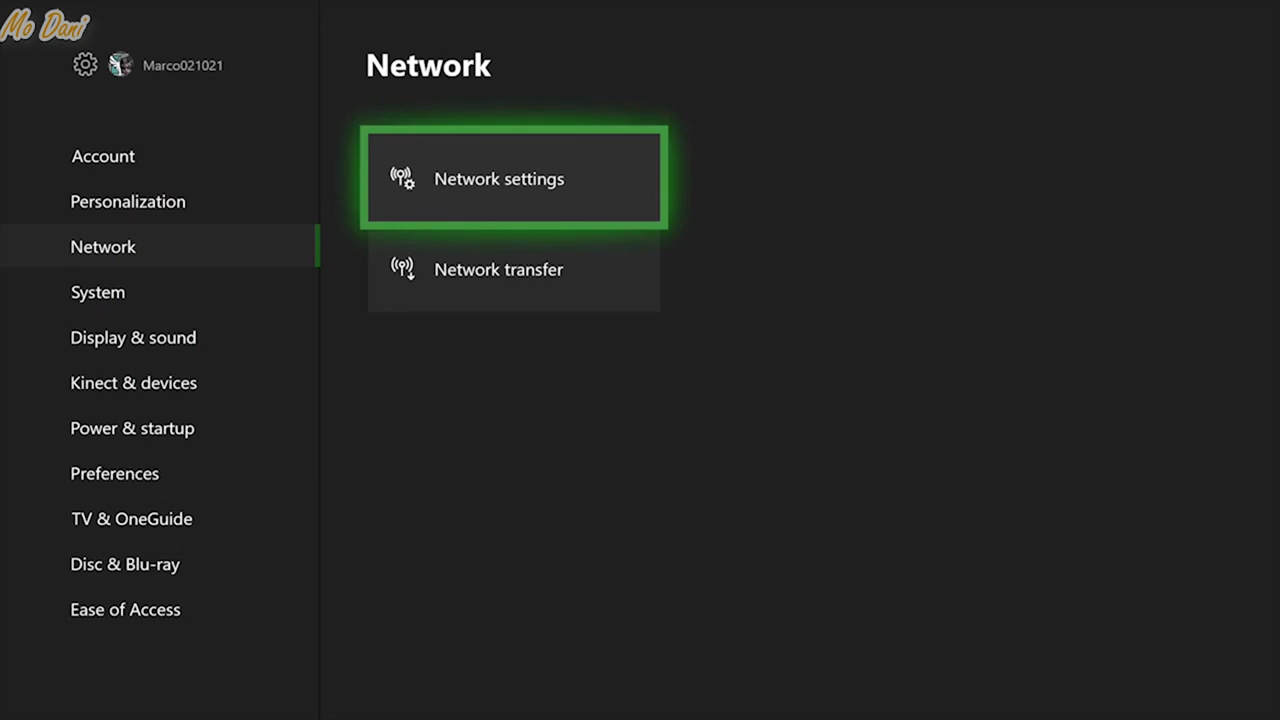 Mo Dani
Marco021021
Account
Personalization
Network
System
Display & sound
Kinect & devices
Power & startup
Preferences
TV & OneGuide
Disc & Blu-ray
Ease of Access
Network
Network settings
Network transfer